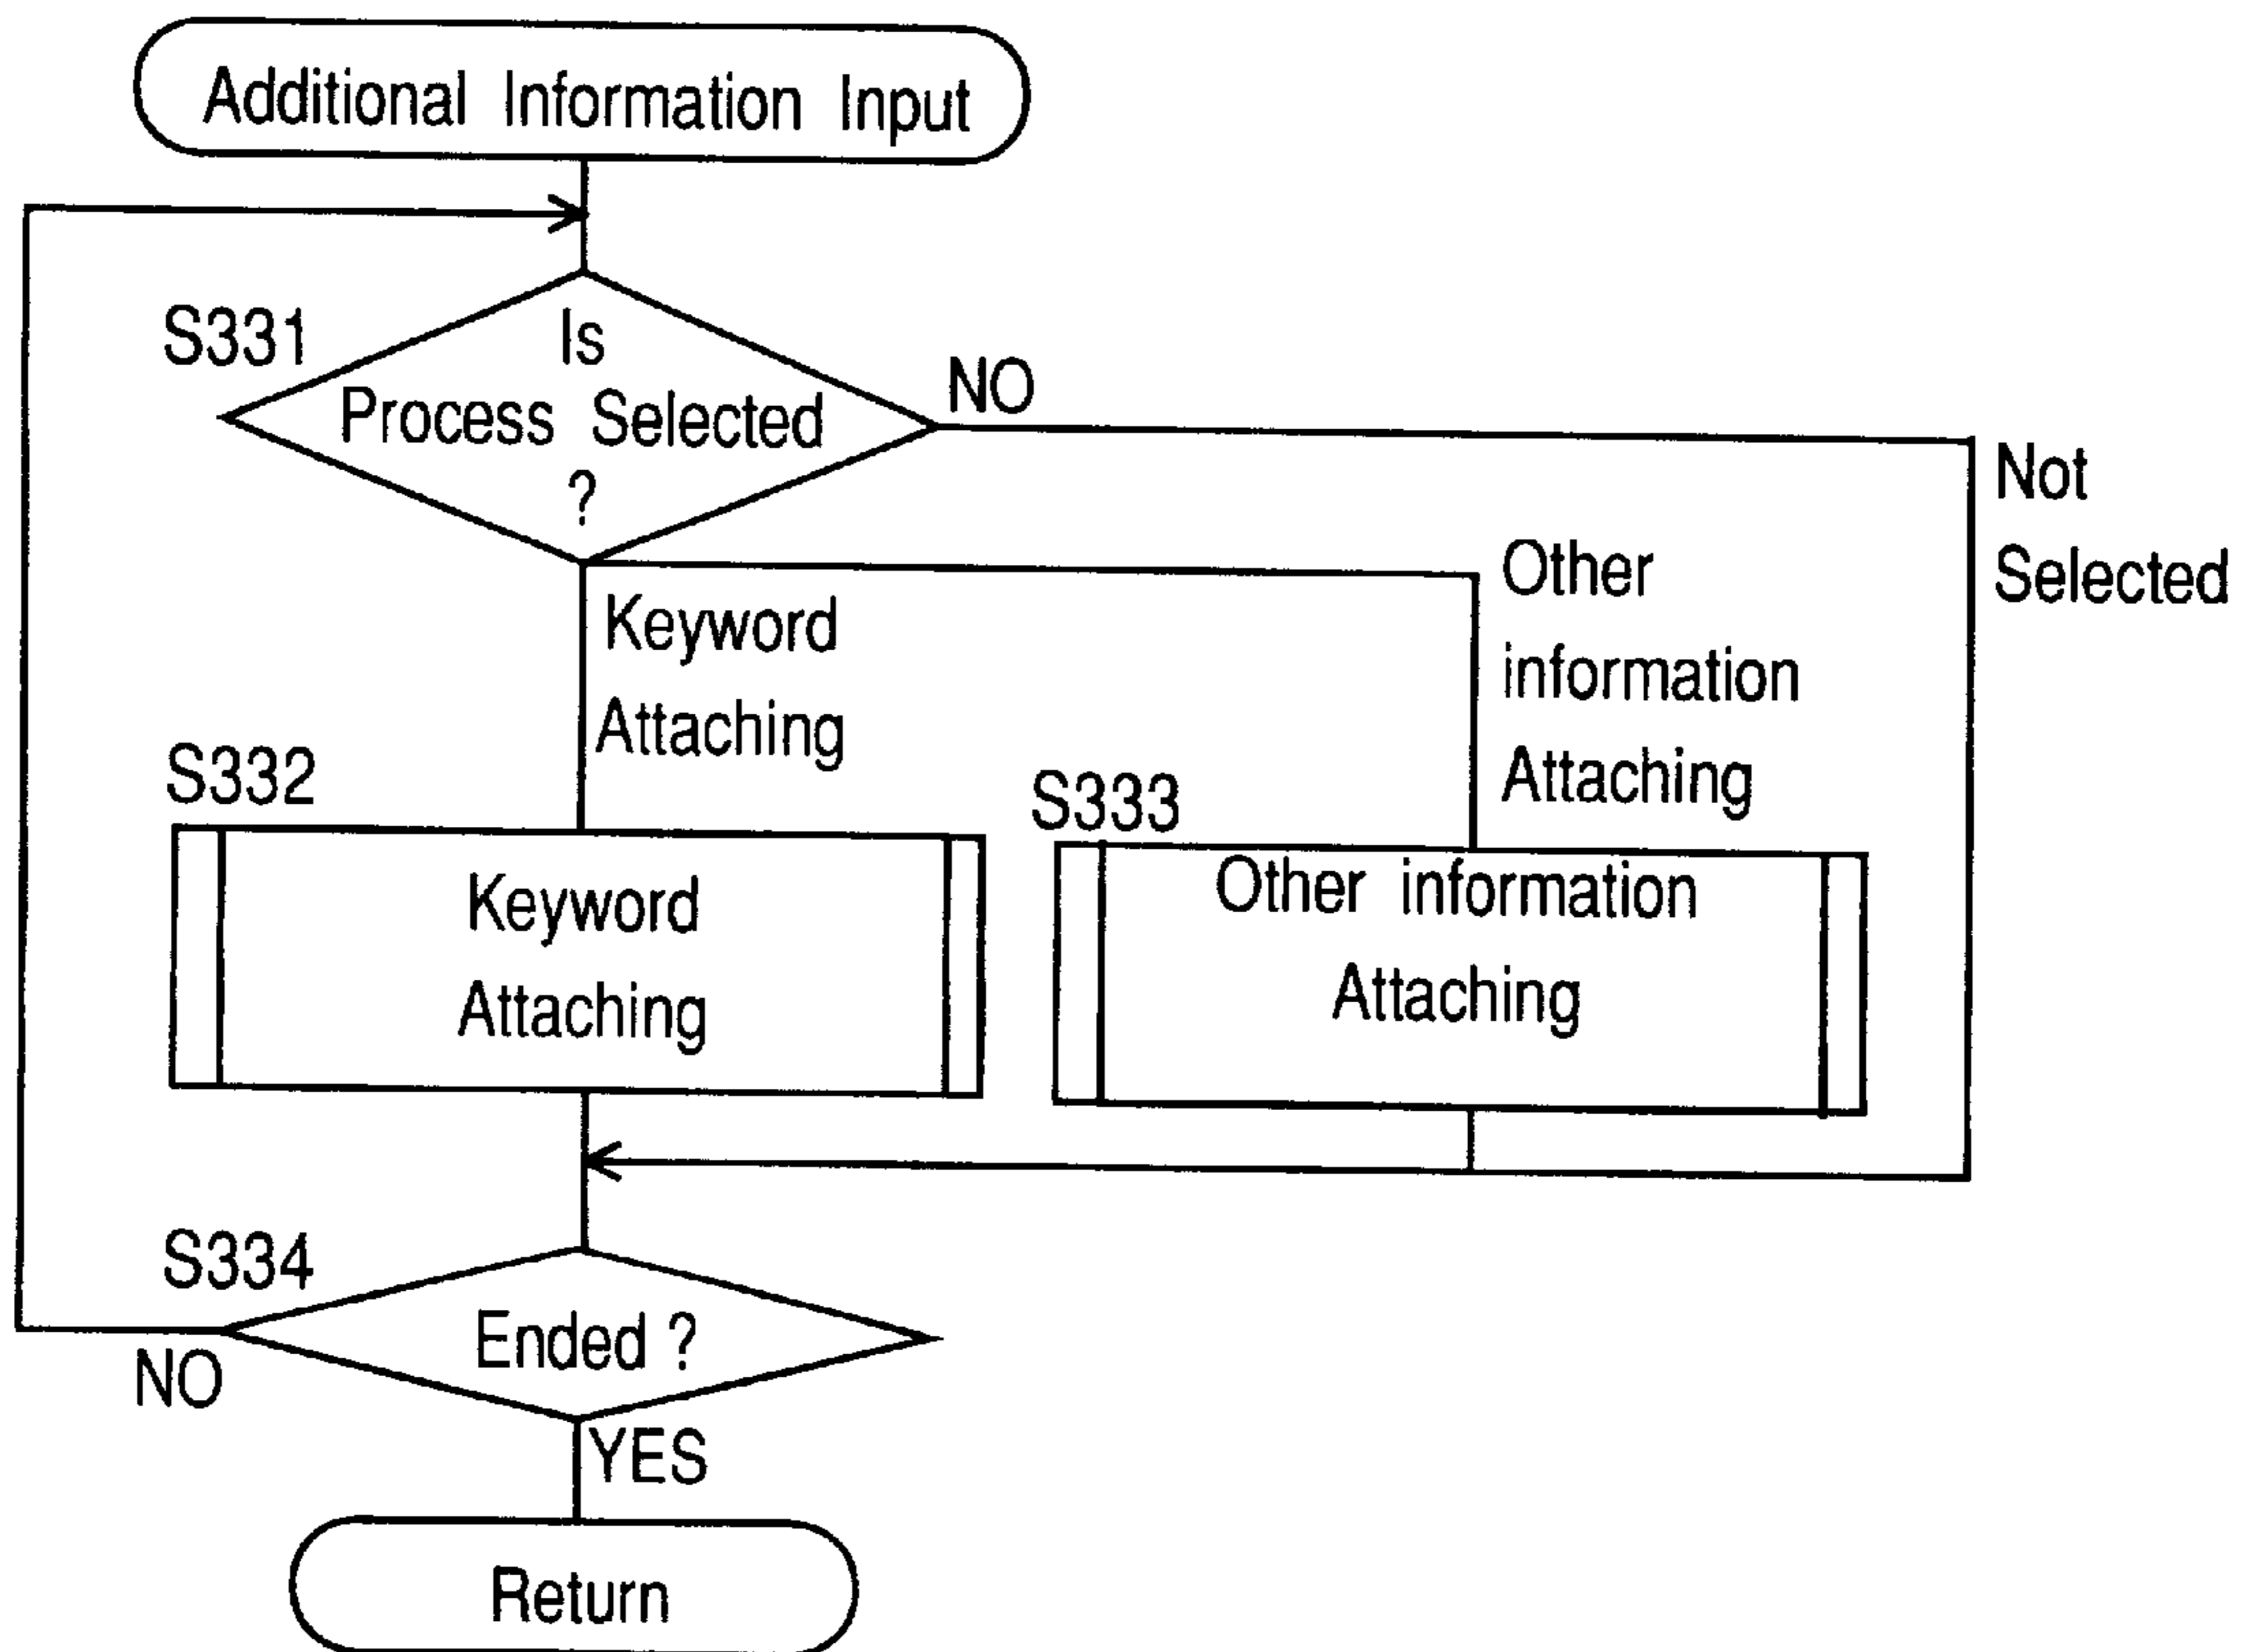 Additional Information Input
S331
Is
Process Selected
?
NO
Not
Selected
Keyword
Attaching
Other
information
Attaching
S332
Keyword
Attaching
S333
Other information
Attaching
S334
Ended ?
NO
YES
Return